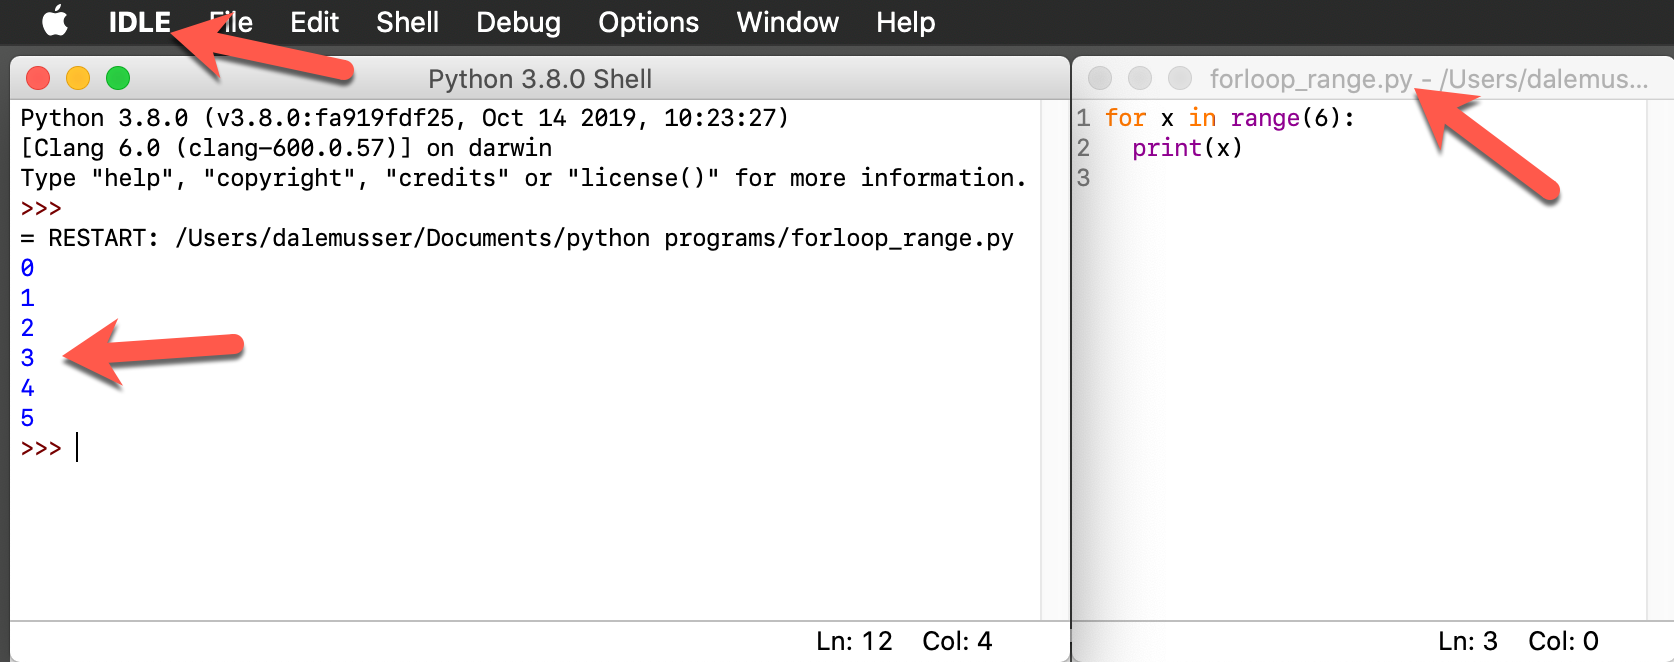 IDLE File Edit Shell Debug Options Window Help
Python 3.8.0 Shell
Python 3.8.0 (v3.8.0:fa919fdf25, Oct 14 2019, 10:23:27)
[Clang 6.0 (clang-600.0.57)] on darwin
Type "help", "copyright", "credits" or "license()" for more information.
>>>
= RESTART: /Users/dalemusser/Documents/python programs/forloop_range.py
0
1
2
3
4
5
>>>
Ln: 12 Col: 4
forloop_range.py - /Users/dalemus...
1 for x in range(6):
2   print(x)
3
Ln: 3 Col: 0